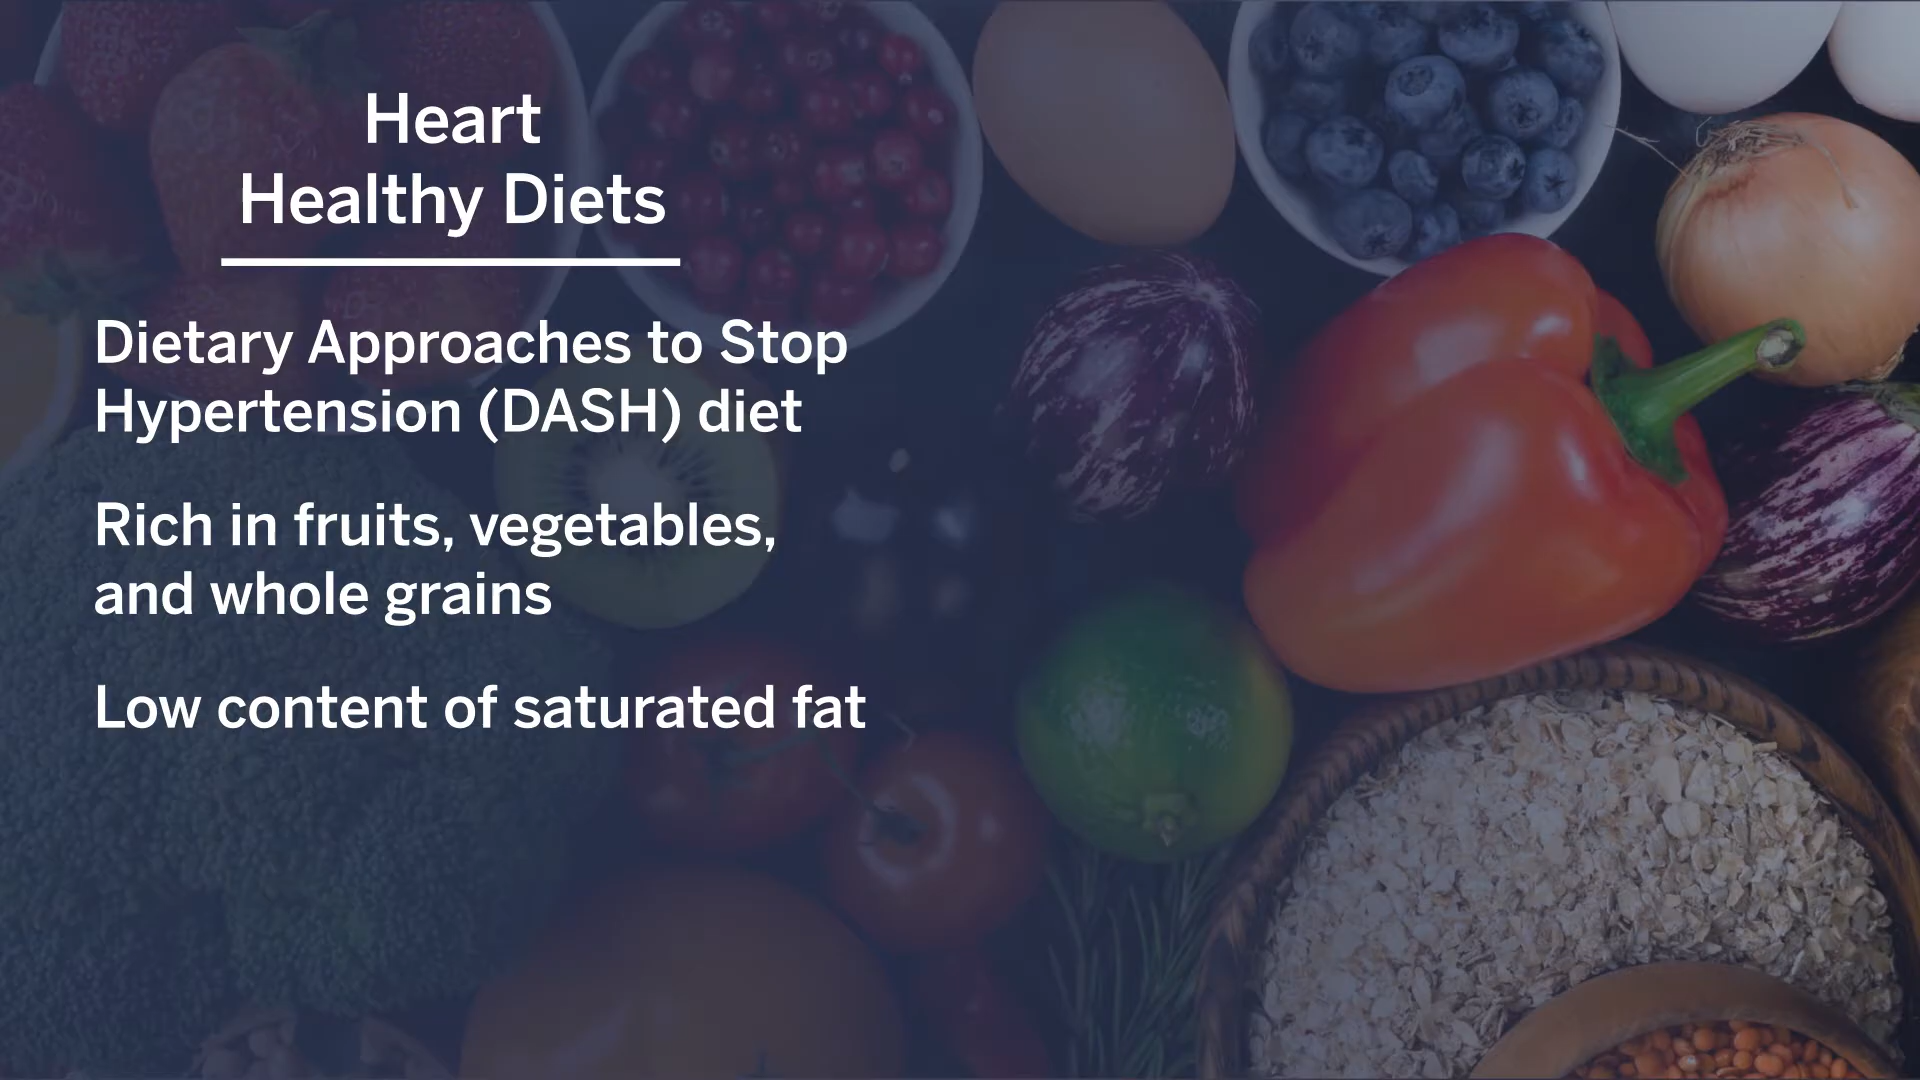 Heart
Healthy Diets
Dietary Approaches to Stop
Hypertension (DASH) diet
Rich in fruits, vegetables,
and whole grains
Low content of saturated fat